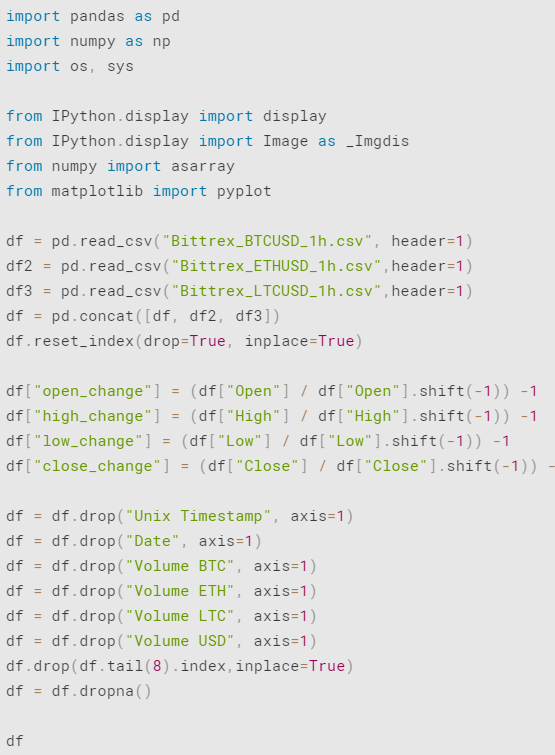 import pandas as pd
import numpy as np
import os, sys
from IPython.display import display
from IPython.display import Image as _Imgdis
from numpy import asarray
from matplotlib import pyplot
df = pd.read_csv("Bittrex_BTCUSD_1h.csv", header=1)
df2 = pd.read_csv("Bittrex_ETHUSD_1h.csv",header=1)
df3 = pd.read_csv("Bittrex_LTCUSD_1h.csv",header=1)
df = pd.concat([df, df2, df3])
df.reset_index(drop=True, inplace=True)
df["open_change"] = (df["Open"] / df["Open"].shift(-1)) -1
df["high_change"] = (df["High"] / df["High"].shift(-1)) -1
df["low_change"] = (df["Low"] / df["Low"].shift(-1)) -1
df["close_change"] = (df["Close"] / df["Close"].shift(-1)) -
df = df.drop("Unix Timestamp", axis=1)
df = df.drop("Date", axis=1)
df = df.drop("Volume BTC", axis=1)
df = df.drop("Volume ETH", axis=1)
df = df.drop("Volume LTC", axis=1)
df = df.drop("Volume USD", axis=1)
df.drop(df.tail(8).index,inplace=True)
df = df.dropna()
df